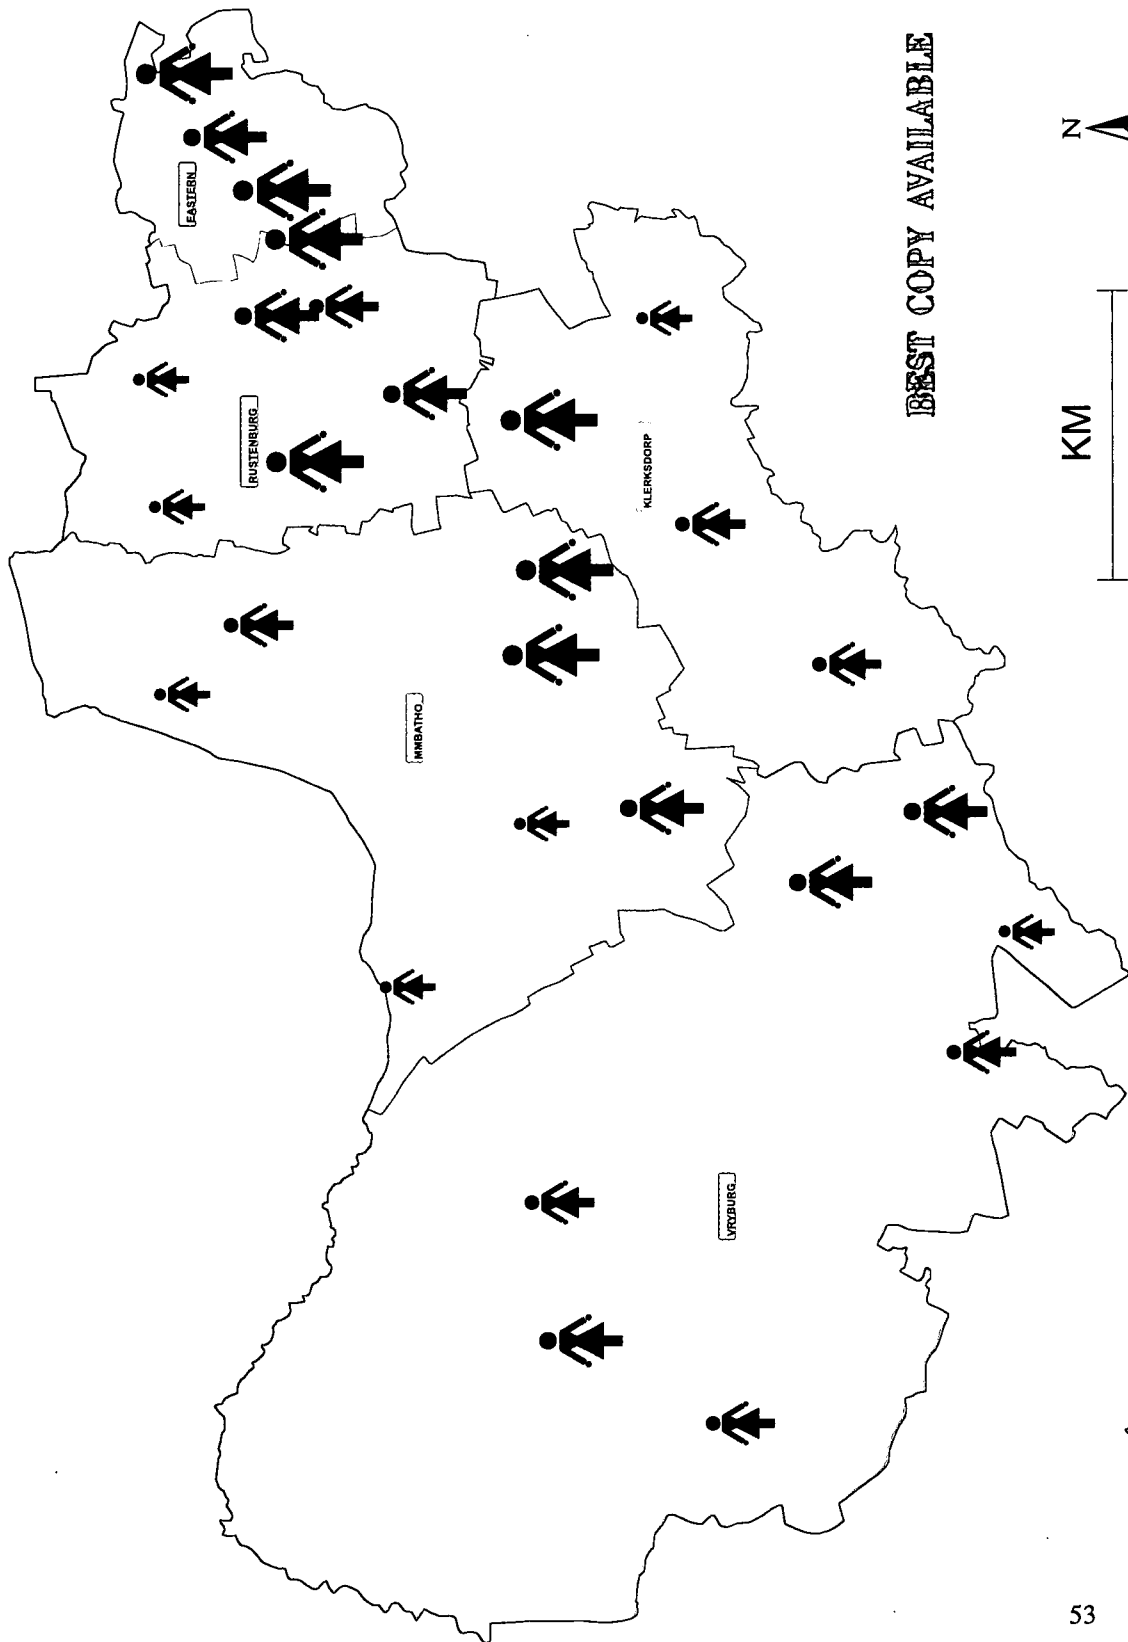 EASTERN
RUSTENBURG
MMBATHO
KLERKSDORP
VRYBURG
BEST COPY AVAILABLE
N
KM
53